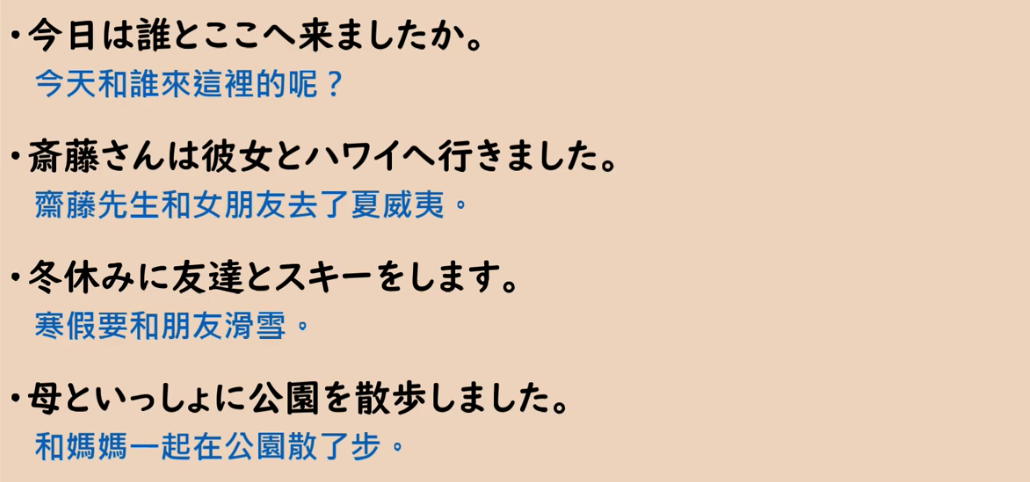 ・今日は誰とここへ来ましたか。
今天和誰來這裡的呢？
・斎藤さんは彼女とハワイへ行きました。
齋藤先生和女朋友去了夏威夷。
・冬休みに友達とスキーをします。
寒假要和朋友滑雪。
・母といっしょに公園を散歩しました。
和媽媽一起在公園散了步。